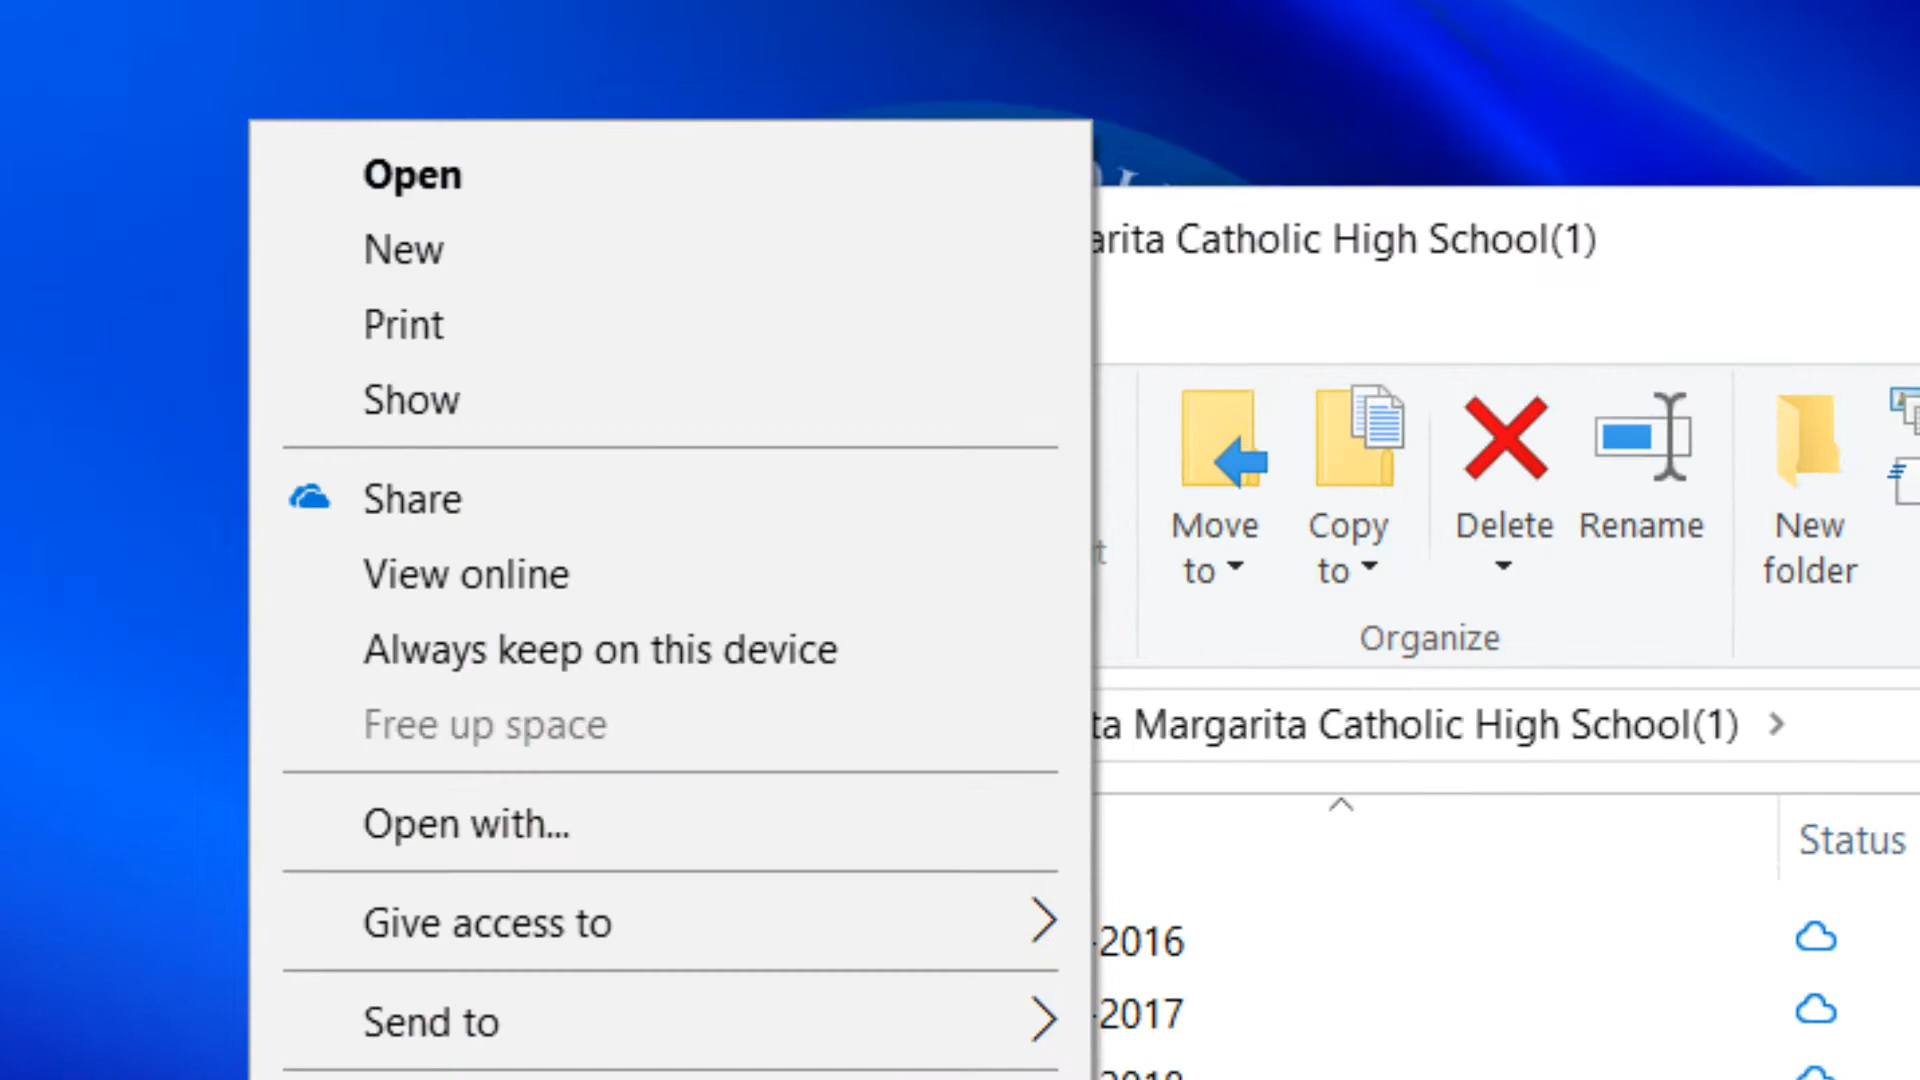 Open
New
Print
Show
Share
View online
Always keep on this device
Free up space
Open with...
Give access to
Send to
arita Catholic High School(1)
Move to
Copy to
Delete
Rename
New folder
Organize
ta Margarita Catholic High School(1)
Status
-2016
-2017